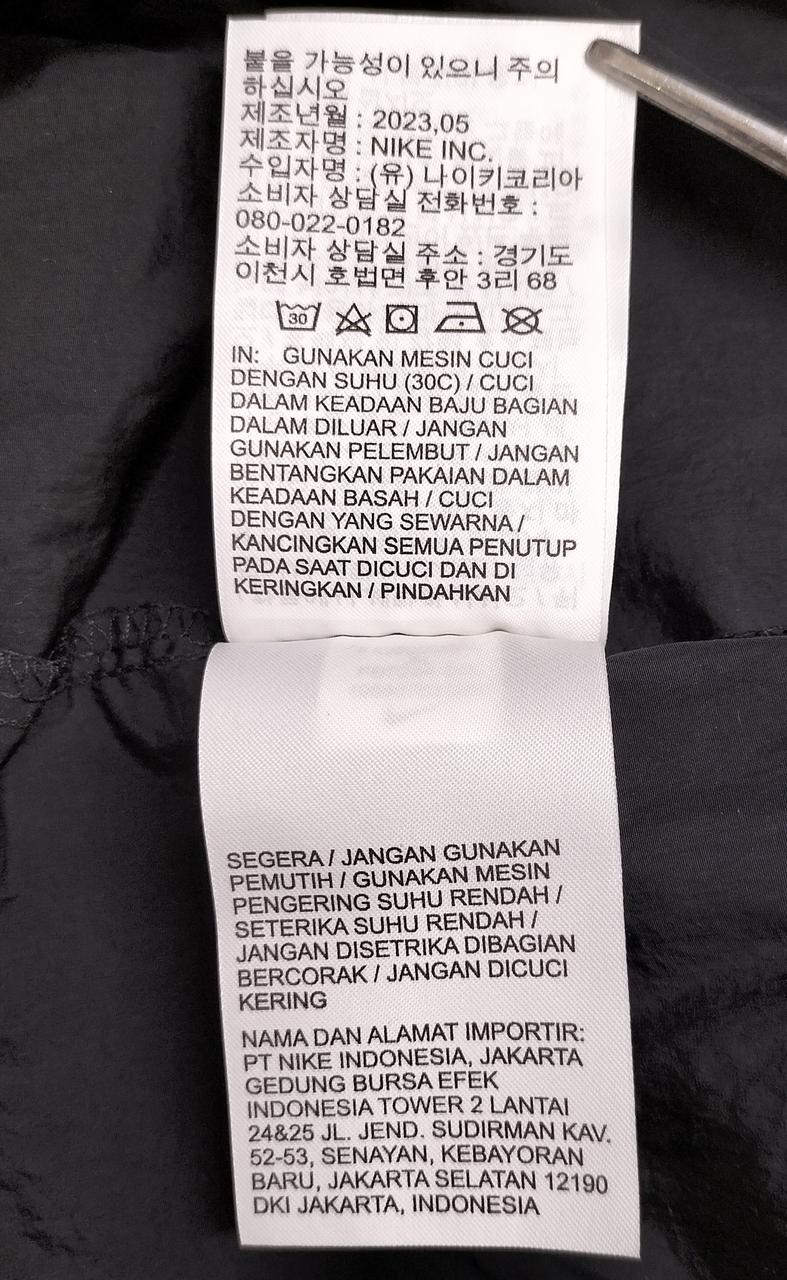 붙을 가능성이 있으니 주의
하십시오
제조년월 : 2023,05
제조자명 : NIKE INC.
수입자명 : (유) 나이키코리아
소비자 상담실 전화번호 :
080-022-0182
소비자 상담실 주소 : 경기도
이천시 호법면 후안 3리 68
30
IN: GUNAKAN MESIN CUCI
DENGAN SUHU (30C) / CUCI
DALAM KEADAAN BAJU BAGIAN
DALAM DILUAR / JANGAN
GUNAKAN PELEMBUT / JANGAN
BENTANGKAN PAKAIAN DALAM
KEADAAN BASAH / CUCI
DENGAN YANG SEWARNA /
KANCINGKAN SEMUA PENUTUP
PADA SAAT DICUCI DAN DI
KERINGKAN / PINDAHKAN
SEGERA / JANGAN GUNAKAN
PEMUTIH / GUNAKAN MESIN
PENGERING SUHU RENDAH /
SETERIKA SUHU RENDAH /
JANGAN DISETRIKA DIBAGIAN
BERCORAK / JANGAN DICUCI
KERING
NAMA DAN ALAMAT IMPORTIR:
PT NIKE INDONESIA, JAKARTA
GEDUNG BURSA EFEK
INDONESIA TOWER 2 LANTAI
24&25 JL. JEND. SUDIRMAN KAV.
52-53, SENAYAN, KEBAYORAN
BARU, JAKARTA SELATAN 12190
DKI JAKARTA, INDONESIA